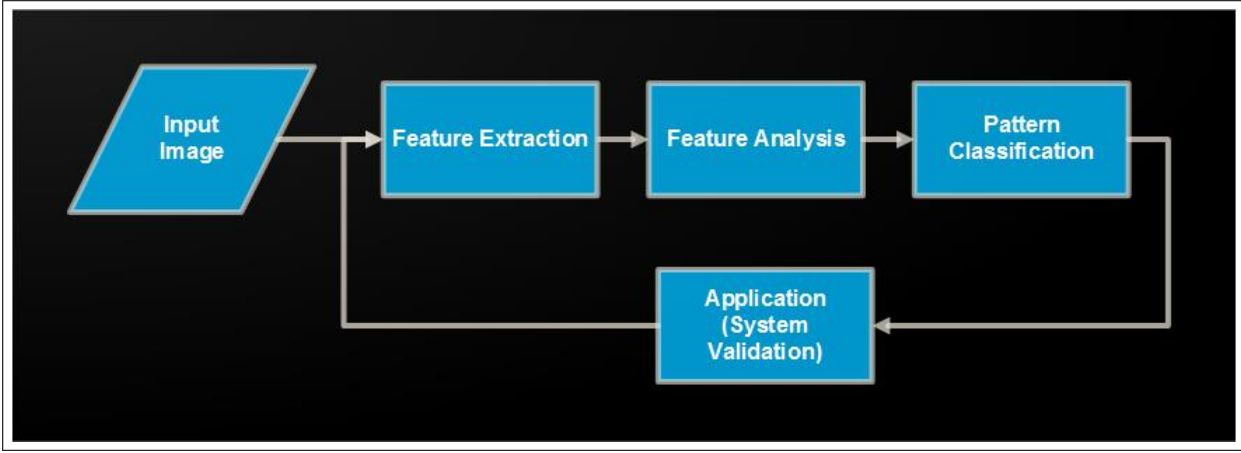 Input
Image
Feature Extraction
Feature Analysis
Pattern
Classification
Application
(System
Validation)